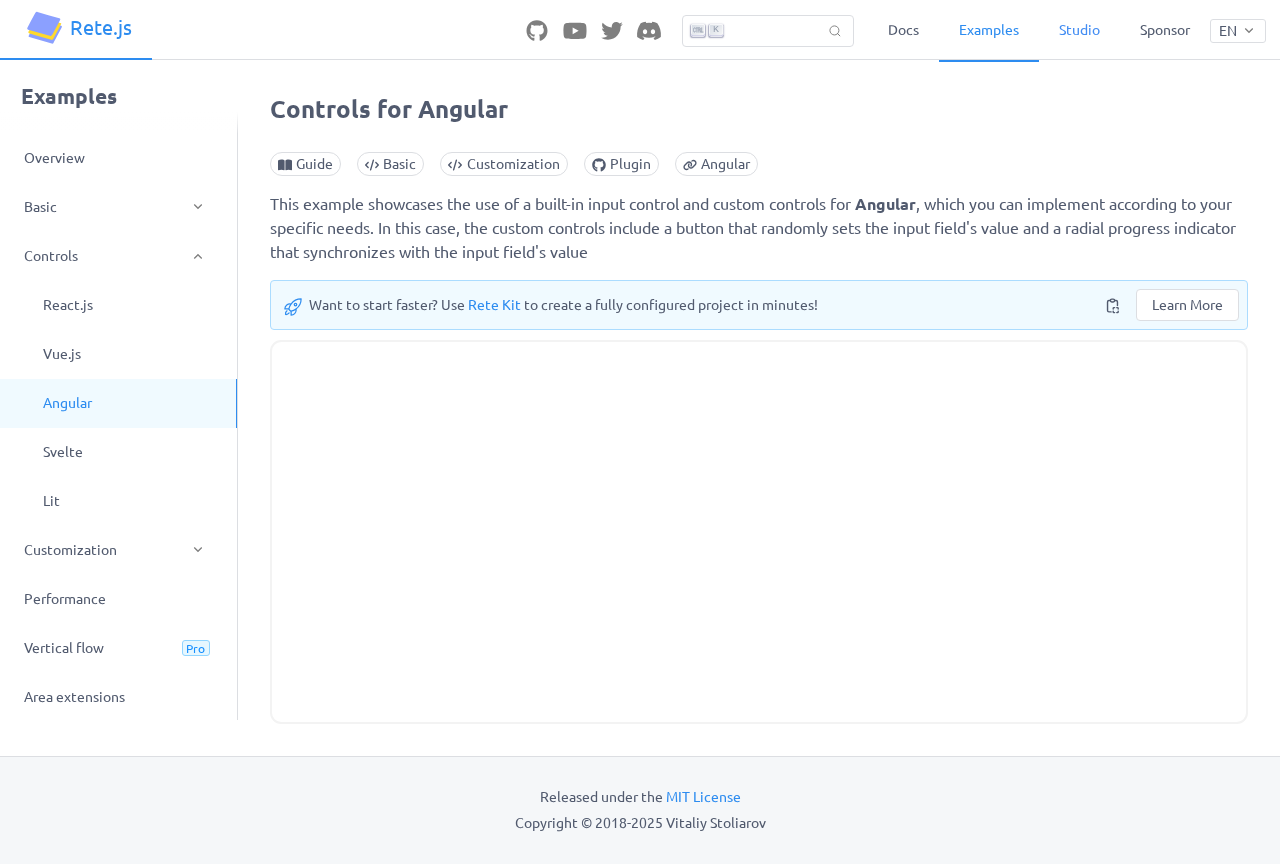 Rete.js
K
Docs
Examples
Studio
Sponsor
EN
Examples
Overview
Basic
Controls
React.js
Vue.js
Angular
Svelte
Lit
Customization
Performance
Vertical flow
Pro
Area extensions
Controls for Angular
Guide
Basic
Customization
Plugin
Angular
This example showcases the use of a built-in input control and custom controls for Angular, which you can implement according to your
specific needs. In this case, the custom controls include a button that randomly sets the input field's value and a radial progress indicator
that synchronizes with the input field's value
Want to start faster? Use Rete Kit to create a fully configured project in minutes!
Learn More
Released under the MIT License
Copyright © 2018-2025 Vitaliy Stoliarov